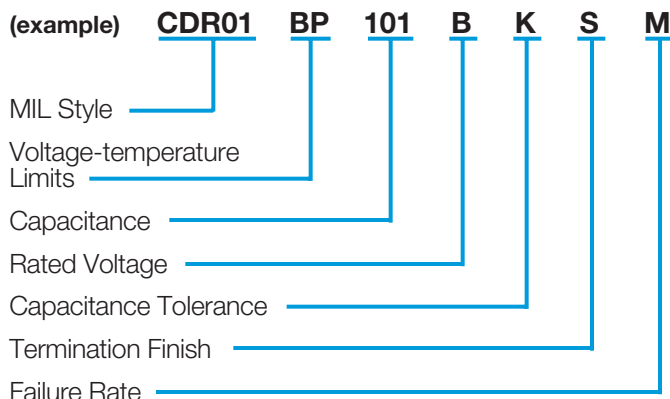 (example) CDR01 BP 101 B K S M
MIL Style
Voltage-temperature
Limits
Capacitance
Rated Voltage
Capacitance Tolerance
Termination Finish
Failure Rate